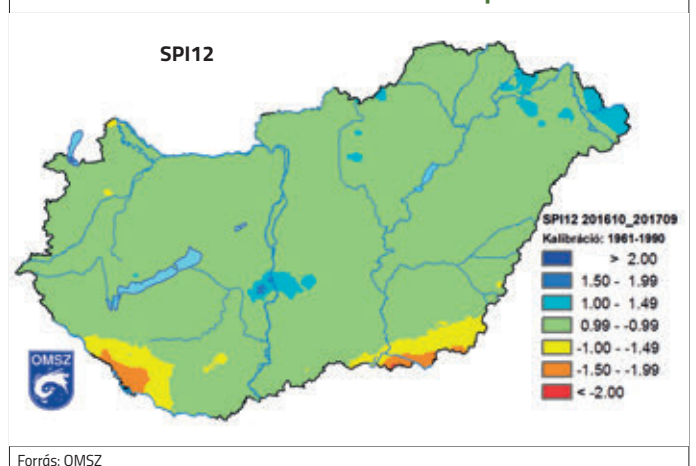 SPI12
SPI12 201610_201709
Kalibráció: 1961-1990
> 2.00
1.50 - 1.99
1.00 - 1.49
0.99 - -0.99
-1.00 - -1.49
-1.50 - -1.99
< -2.00
OMSZ
Forrás: OMSZ